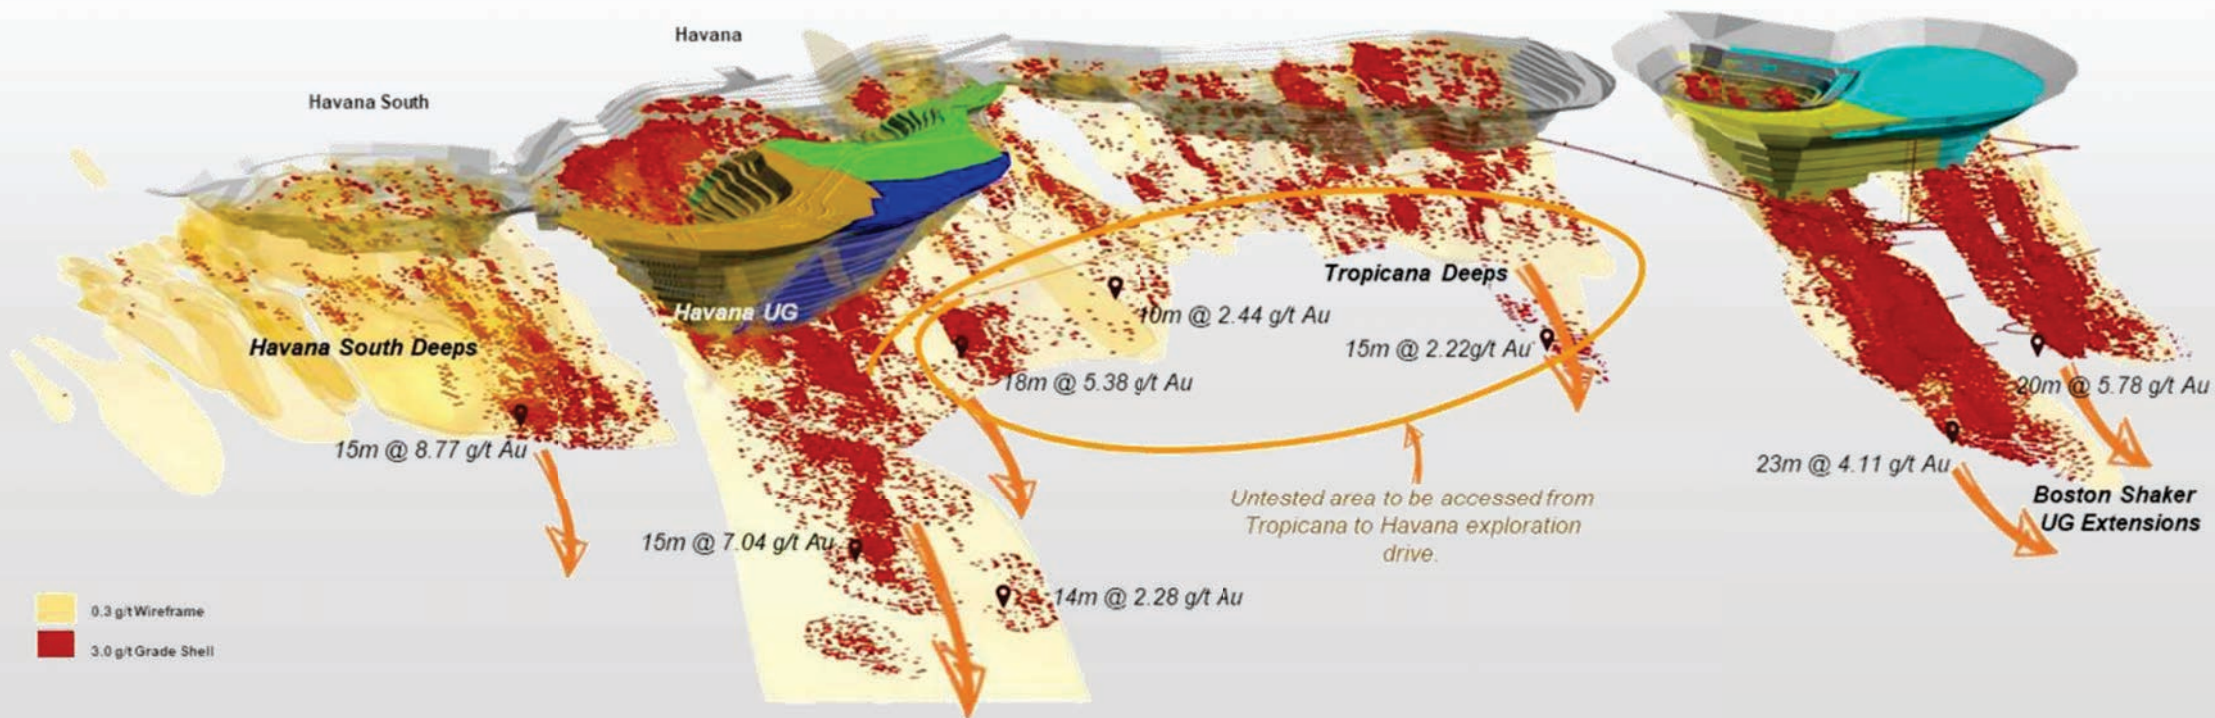 Havana
Havana South
Havana UG
Havana South Deeps
Tropicana Deeps
10m @ 2.44 g/t Au
15m @ 2.22g/t Au
18m @ 5.38 g/t Au
20m @ 5.78 g/t Au
15m @ 8.77 g/t Au
23m @ 4.11 g/t Au
Boston Shaker
UG Extensions
Untested area to be accessed from
Tropicana to Havana exploration
drive.
15m @ 7.04 g/t Au
14m @ 2.28 g/t Au
0.3 g/t Wireframe
3.0 g/t Grade Shell